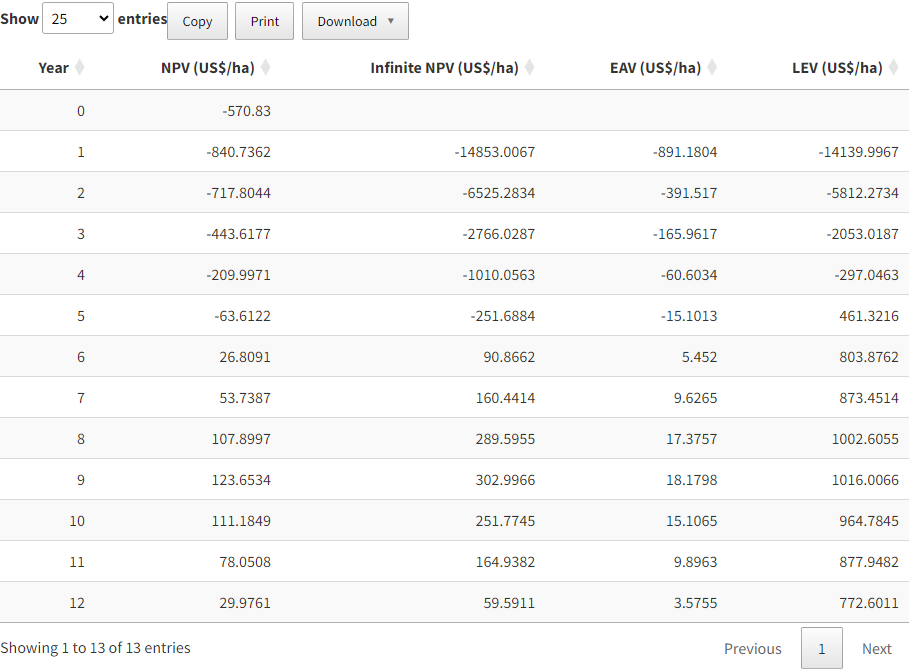 Show 25 entries Copy Print Download
Year NPV (US$/ha) Infinite NPV (US$/ha) EAV (US$/ha) LEV (US$/ha)
0 -570.83
1 -840.7362 -14853.0067 -891.1804 -14139.9967
2 -717.8044 -6525.2834 -391.517 -5812.2734
3 -443.6177 -2766.0287 -165.9617 -2053.0187
4 -209.9971 -1010.0563 -60.6034 -297.0463
5 -63.6122 -251.6884 -15.1013 461.3216
6 26.8091 90.8662 5.452 803.8762
7 53.7387 160.4414 9.6265 873.4514
8 107.8997 289.5955 17.3757 1002.6055
9 123.6534 302.9966 18.1798 1016.0066
10 111.1849 251.7745 15.1065 964.7845
11 78.0508 164.9382 9.8963 877.9482
12 29.9761 59.5911 3.5755 772.6011
Showing 1 to 13 of 13 entries Previous 1 Next